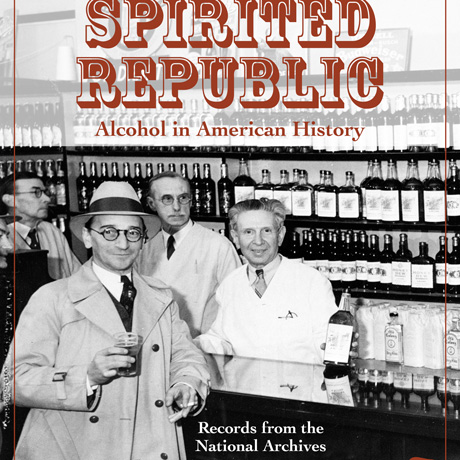 SPIRITED
REPUBLIC
Alcohol in American History
Records from the
National Archives